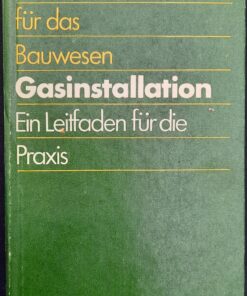 für das
Bauwesen
Gasinstallation
Ein Leitfaden für die
Praxis